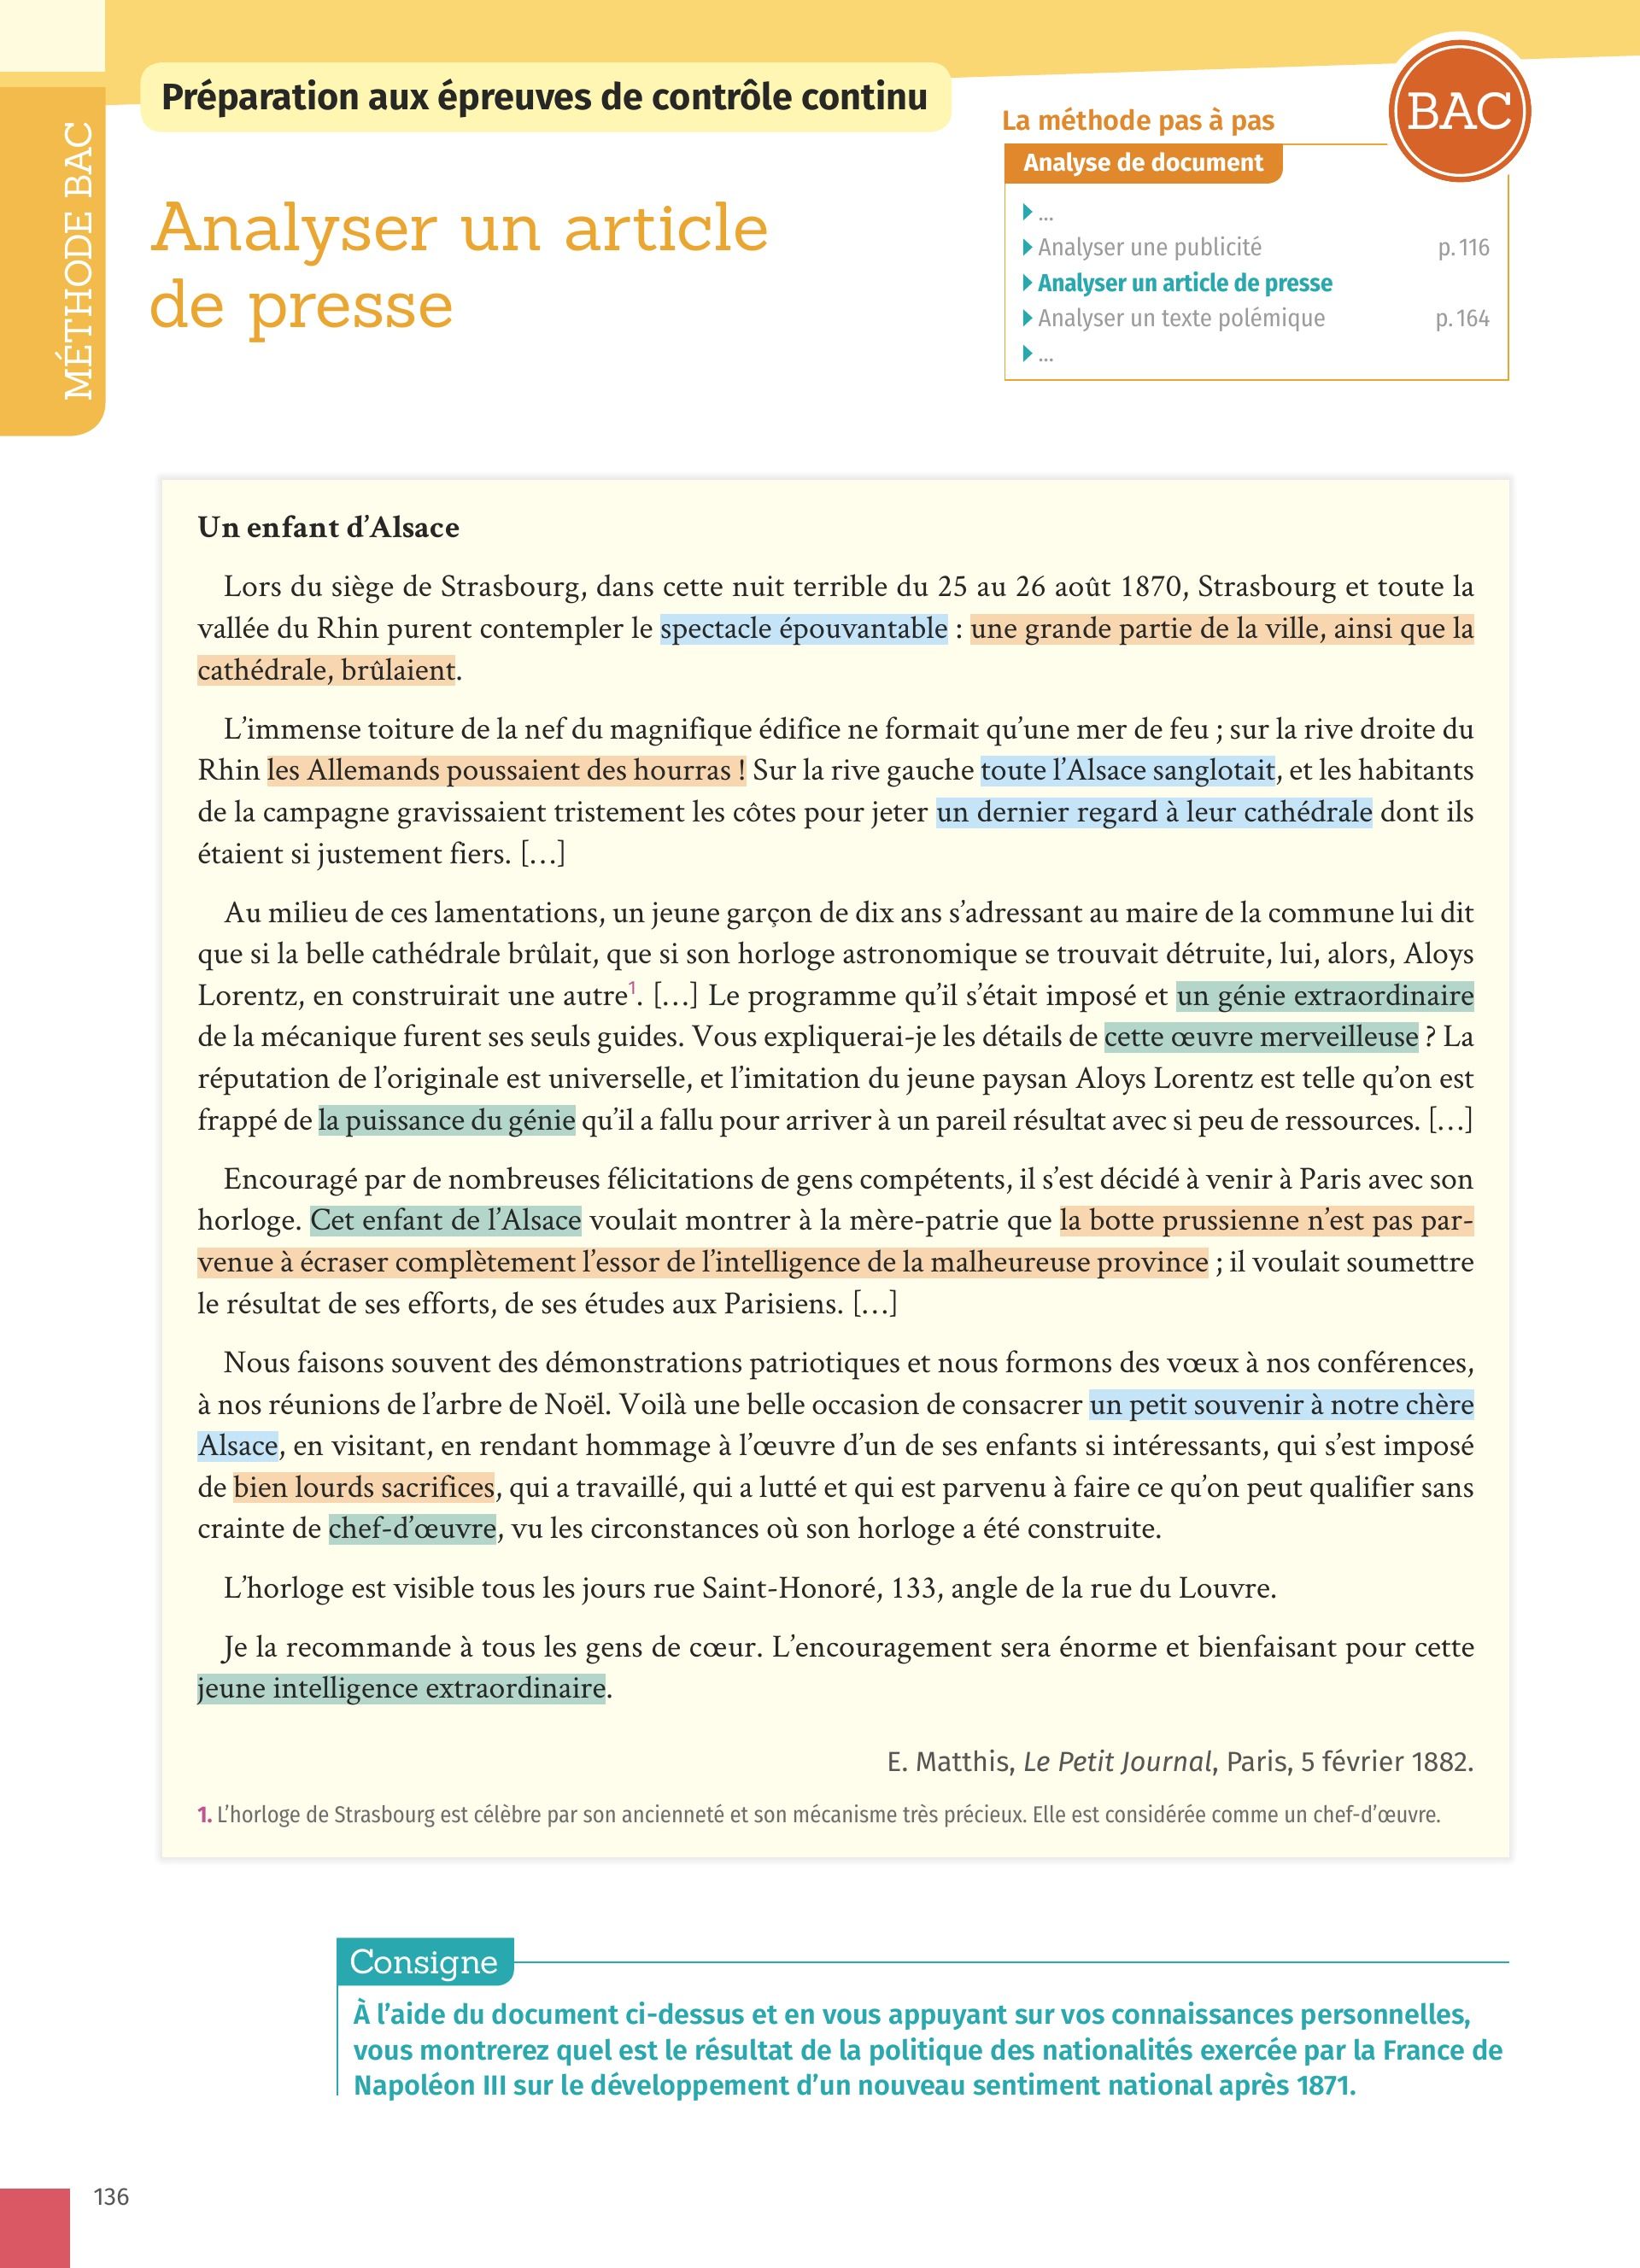 MÉTHODE BAC
Préparation aux épreuves de contrôle continu
Analyser un article
de presse
La méthode pas à pas
BAC
Analyse de document
...
Analyser une publicité p. 116
Analyser un article de presse
Analyser un texte polémique p. 164
...
Un enfant d’Alsace
Lors du siège de Strasbourg, dans cette nuit terrible du 25 au 26 août 1870, Strasbourg et toute la
vallée du Rhin purent contempler le spectacle épouvantable : une grande partie de la ville, ainsi que la
cathédrale, brûlaient.
L’immense toiture de la nef du magnifique édifice ne formait qu’une mer de feu ; sur la rive droite du
Rhin les Allemands poussaient des hourras ! Sur la rive gauche toute l’Alsace sanglotait, et les habitants
de la campagne gravissaient tristement les côtes pour jeter un dernier regard à leur cathédrale dont ils
étaient si justement fiers. […]
Au milieu de ces lamentations, un jeune garçon de dix ans s’adressant au maire de la commune lui dit
que si la belle cathédrale brûlait, que si son horloge astronomique se trouvait détruite, lui, alors, Aloys
Lorentz, en construirait une autre1. […] Le programme qu’il s’était imposé et un génie extraordinaire
de la mécanique furent ses seuls guides. Vous expliquerai-je les détails de cette œuvre merveilleuse ? La
réputation de l’originale est universelle, et l’imitation du jeune paysan Aloys Lorentz est telle qu’on est
frappé de la puissance du génie qu’il a fallu pour arriver à un pareil résultat avec si peu de ressources. […]
Encouragé par de nombreuses félicitations de gens compétents, il s’est décidé à venir à Paris avec son
horloge. Cet enfant de l’Alsace voulait montrer à la mère-patrie que la botte prussienne n’est pas par-
venue à écraser complètement l’essor de l’intelligence de la malheureuse province ; il voulait soumettre
le résultat de ses efforts, de ses études aux Parisiens. […]
Nous faisons souvent des démonstrations patriotiques et nous formons des vœux à nos conférences,
à nos réunions de l’arbre de Noël. Voilà une belle occasion de consacrer un petit souvenir à notre chère
Alsace, en visitant, en rendant hommage à l’œuvre d’un de ses enfants si intéressants, qui s’est imposé
de bien lourds sacrifices, qui a travaillé, qui a lutté et qui est parvenu à faire ce qu’on peut qualifier sans
crainte de chef-d’œuvre, vu les circonstances où son horloge a été construite.
L’horloge est visible tous les jours rue Saint-Honoré, 133, angle de la rue du Louvre.
Je la recommande à tous les gens de cœur. L’encouragement sera énorme et bienfaisant pour cette
jeune intelligence extraordinaire.
E. Matthis, Le Petit Journal, Paris, 5 février 1882.
1. L’horloge de Strasbourg est célèbre par son ancienneté et son mécanisme très précieux. Elle est considérée comme un chef-d’œuvre.
Consigne
À l’aide du document ci-dessus et en vous appuyant sur vos connaissances personnelles,
vous montrerez quel est le résultat de la politique des nationalités exercée par la France de
Napoléon III sur le développement d’un nouveau sentiment national après 1871.
136